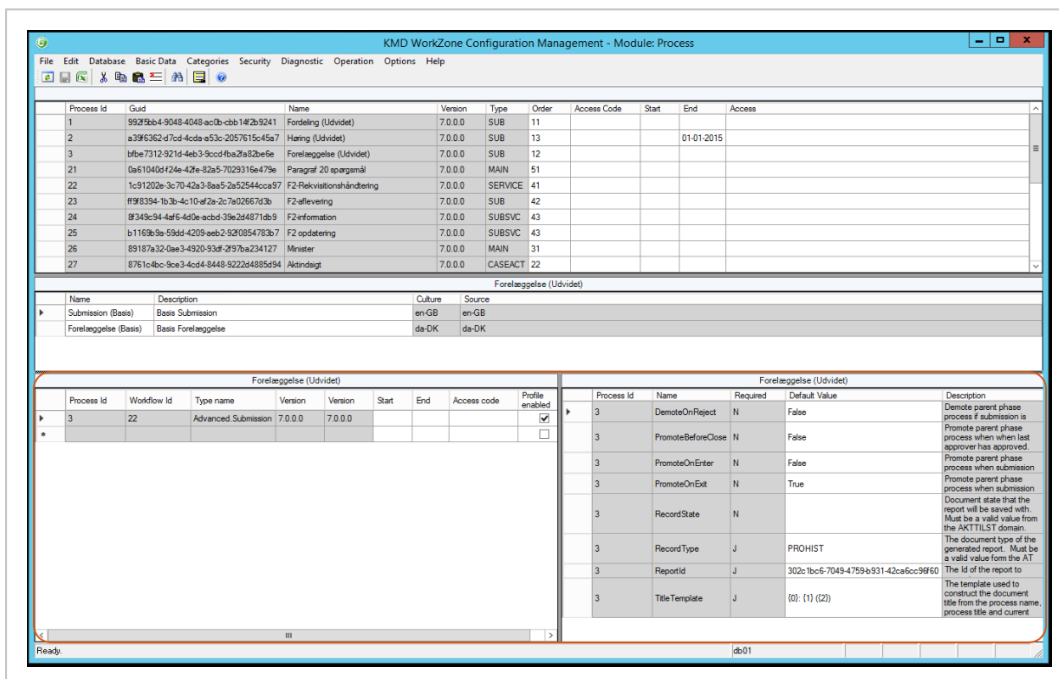 KMD WorkZone Configuration Management - Module: Process
File Edit Database Basic Data Categories Security Diagnostic Operation Options Help
Process Id Guid Name Version Type Order Access Code Start End Access
1 992f5bb4-9048-4048-ac0b-cbb14f2b9241 Fordeling (Udvidet) 7.0.0.0 SUB 11
2 a39f6362-d7cd-4cda-a53c-2057615c45a7 Høring (Udvidet) 7.0.0.0 SUB 13 01-01-2015
3 bfbe7312-921d-4eb3-9ccd-fba2fa82be6e Forelæggelse (Udvidet) 7.0.0.0 SUB 12
21 0a61040d-f24e-42fe-82a5-7029316e479e Paragraf 20 spørgsmål 7.0.0.0 MAIN 51
22 1c91202e-3c70-42a3-8aa5-2a52544cca97 F2-Rekvisitionshåndtering 7.0.0.0 SERVICE 41
23 ff9f8394-1b3b-4c10-af2a-2c7a02667d3b F2-aflevering 7.0.0.0 SUB 42
24 8f349c94-4af6-4d0e-acbd-39e2d4871db9 F2-information 7.0.0.0 SUBSVC 43
25 b1169b9a-59dd-4209-aeb2-92f0854783b7 F2 opdatering 7.0.0.0 SUBSVC 43
26 89187a32-0ae3-4920-93df-2f97ba234127 Minister 7.0.0.0 MAIN 31
27 8761c4bc-9ce3-4cd4-8448-9222d4885d94 Aktindsigt 7.0.0.0 CASEACT 22
Forelæggelse (Udvidet)
Name Description Culture Source
Submission (Basis) Basis Submission en-GB en-GB
Forelæggelse (Basis) Basis Forelæggelse da-DK da-DK
Forelæggelse (Udvidet)
Process Id Workflow Id Type name Version Version Start End Access code Profile enabled
3 22 Advanced.Submission 7.0.0.0 7.0.0.0
Forelæggelse (Udvidet)
Process Id Name Required Default Value Description
3 DemoteOnReject N False Demote parent phase
process if submission is
3 PromoteBeforeClose N False Promote parent phase
process when when last
approver has approved.
3 PromoteOnEnter N False Promote parent phase
process when submission
3 PromoteOnExit N True Promote parent phase
process when submission
3 RecordState N Document state that the
report will be saved with.
Must be a valid value from
the AKTTILST domain.
3 RecordType J PROHIST The document type of the
generated report. Must be
a valid value form the AT
3 ReportId J 302c1bc6-7049-4759-b931-42ca6cc96f60 The Id of the report to
3 TitleTemplate J {0}: {1} ({2}) The template used to
construct the document
title from the process name,
process title and current
Ready. db01